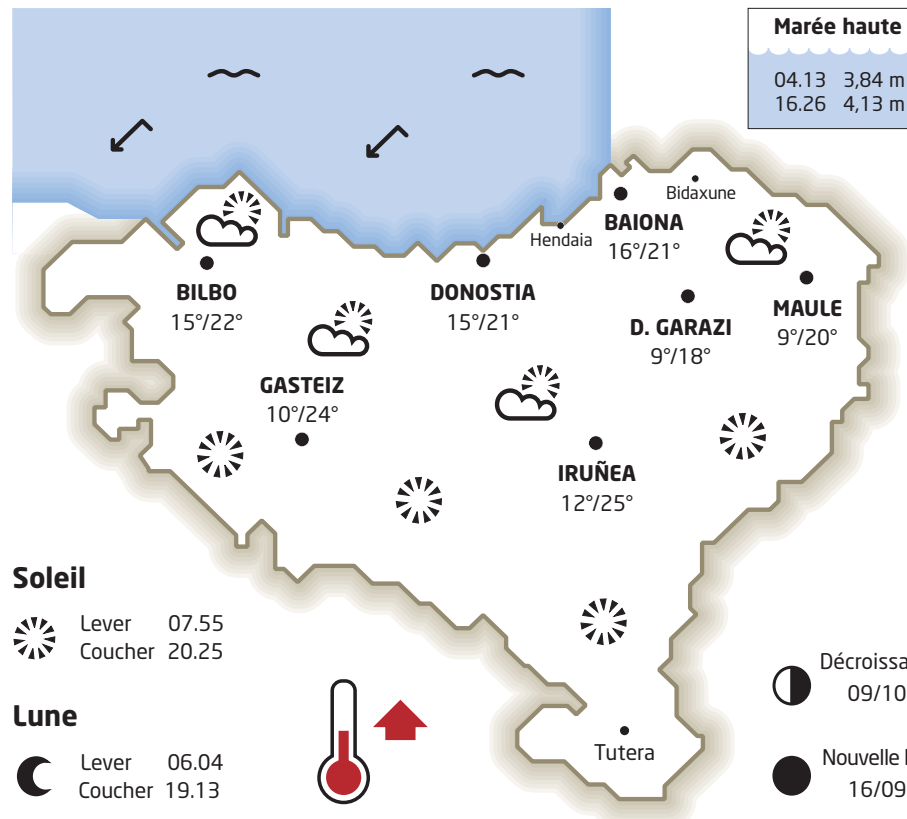 Marée haute
04.13 3,84 m
16.26 4,13 m
Bidaxune
BAIONA
16°/21°
Hendaia
BILBO
15°/22°
DONOSTIA
15°/21°
MAULE
9°/20°
D. GARAZI
9°/18°
GASTEIZ
10°/24°
IRUÑEA
12°/25°
Soleil
Lever 07.55
Coucher 20.25
Lune
Lever 06.04
Coucher 19.13
Tutera
Décroissa
09/10
Nouvelle
16/09